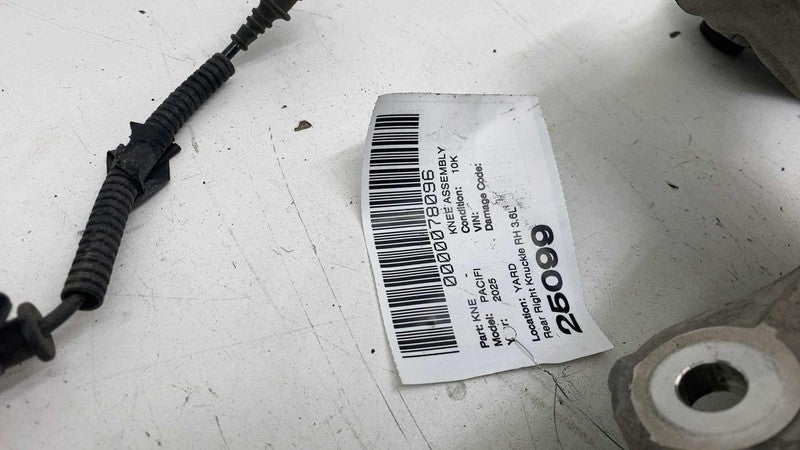 0000078096
Part: KNE - KNEE ASSEMBLY
Model: PACIFI Condition: 10K
2025 VIN:
Damage Code:
Location: YARD
Rear Right Knuckle RH 3.6L
25099